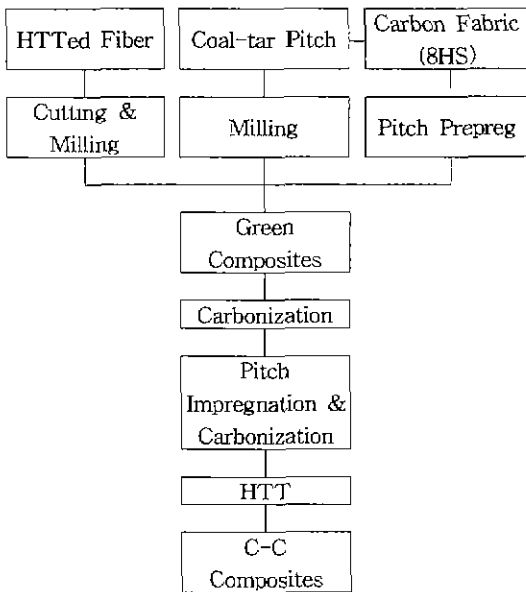 HTTed Fiber
Coal-tar Pitch
Carbon Fabric
(8HS)
Cutting &
Milling
Milling
Pitch Prepreg
Green
Composites
Carbonization
Pitch
Impregnation &
Carbonization
HTT
C-C
Composites